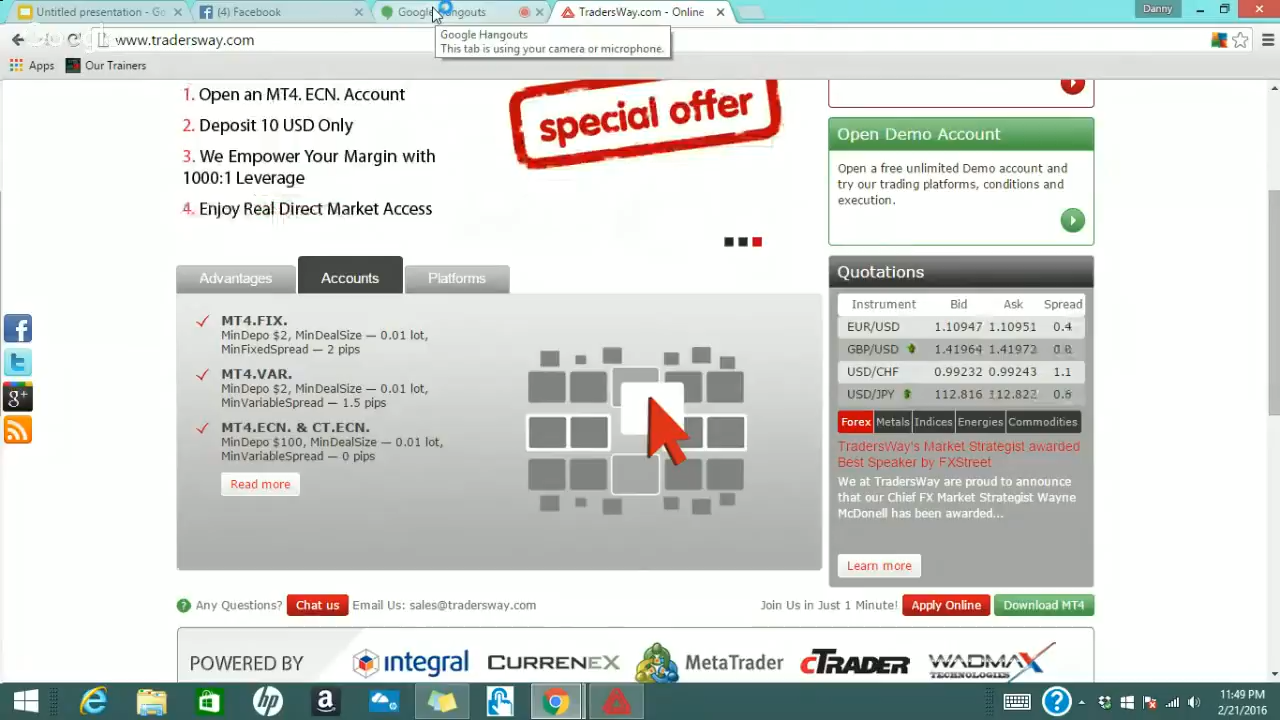 Untitled presentation - Go
(4) Facebook
Google Hangouts
TradersWay.com - Online
Danny
www.tradersway.com
Google Hangouts
This tab is using your camera or microphone.
Apps
Our Trainers
1. Open an MT4. ECN. Account
2. Deposit 10 USD Only
3. We Empower Your Margin with
1000:1 Leverage
4. Enjoy Real Direct Market Access
special offer
Open Demo Account
Open a free unlimited Demo account and
try our trading platforms, conditions and
execution.
Advantages
Accounts
Platforms
MT4.FIX.
MinDepo $2, MinDealSize — 0.01 lot,
MinFixedSpread — 2 pips
MT4.VAR.
MinDepo $2, MinDealSize — 0.01 lot,
MinVariableSpread — 1.5 pips
MT4.ECN. & CT.ECN.
MinDepo $100, MinDealSize — 0.01 lot,
MinVariableSpread — 0 pips
Read more
Quotations
Instrument Bid Ask Spread
EUR/USD 1.10947 1.10951 0.4
GBP/USD 1.41964 1.41972
USD/CHF 0.99232 0.99243 1.1
USD/JPY 112.816 112.822 0.6
Forex Metals Indices Energies Commodities
TradersWay's Market Strategist awarded
Best Speaker by FXStreet
We at TradersWay are proud to announce
that our Chief FX Market Strategist Wayne
McDonell has been awarded...
Learn more
Any Questions? Chat us Email Us: sales@tradersway.com
Join Us in Just 1 Minute! Apply Online Download MT4
POWERED BY
integral
CURRENEX
MetaTrader
cTRADER
WADMAX
TECHNOLOGIES
11:49 PM
2/21/2016